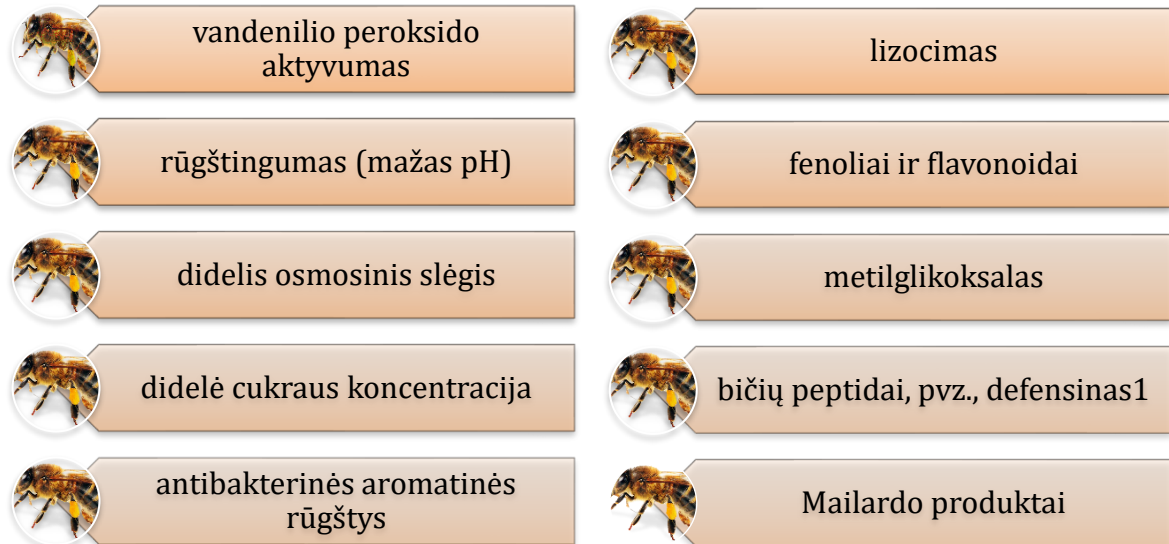 vandenilio peroksido
aktyvumas
rūgštingumas (mažas pH)
didelis osmosinis slėgis
didelė cukraus koncentracija
antibakterinės aromatinės
rūgštys
lizocimas
fenoliai ir flavonoidai
metilglikoksalas
bičių peptidai, pvz., defensinas1
Mailardo produktai